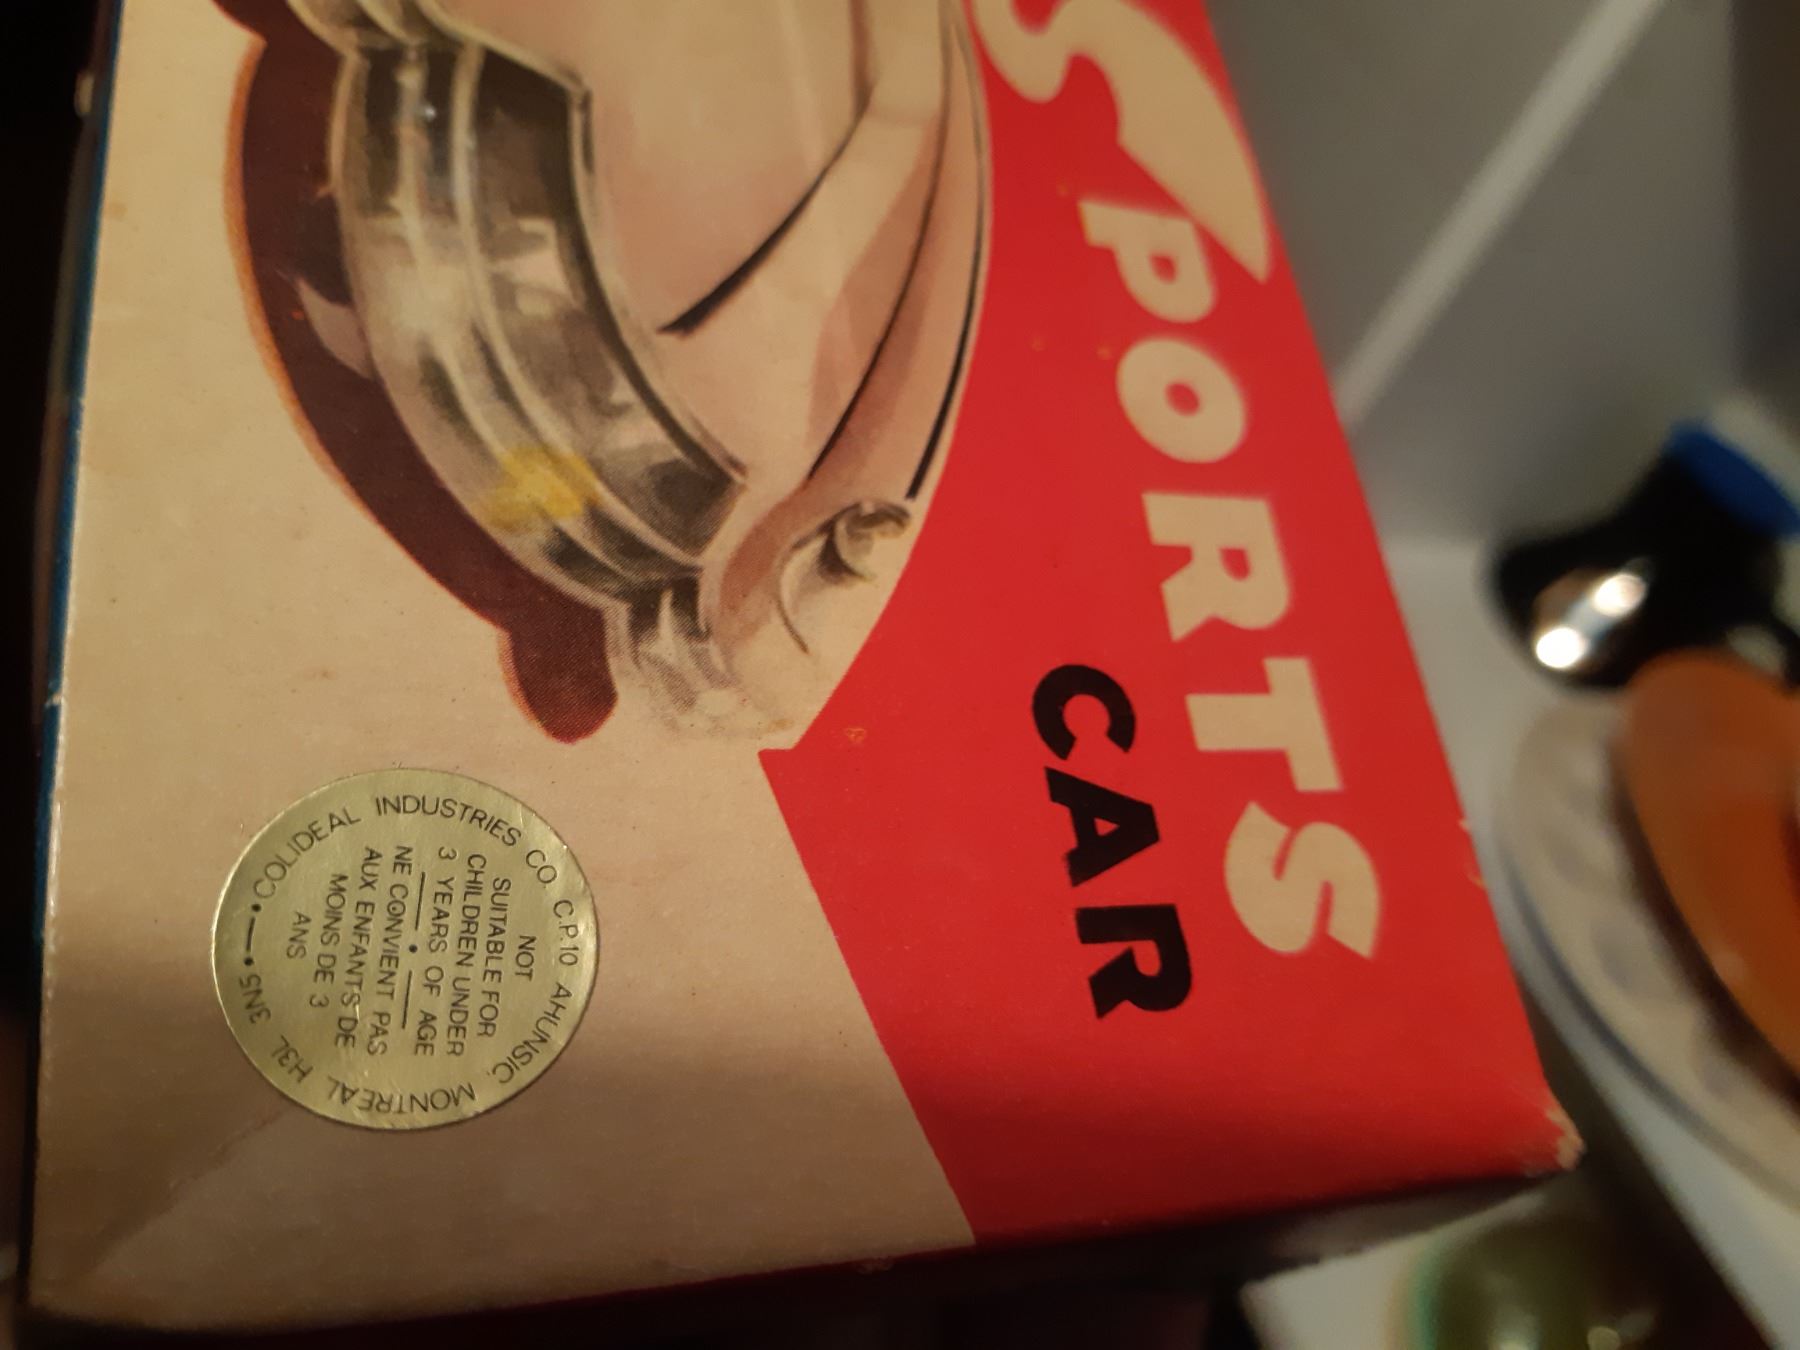 SPORTS
CAR
COLIDEAL INDUSTRIES CO. C.P.10 AHUNSIC, MONTREAL H3L 3N5
NOT
SUITABLE FOR
CHILDREN UNDER
3 YEARS OF AGE
NE CONVIENT PAS
AUX ENFANTS DE
MOINS DE 3
ANS